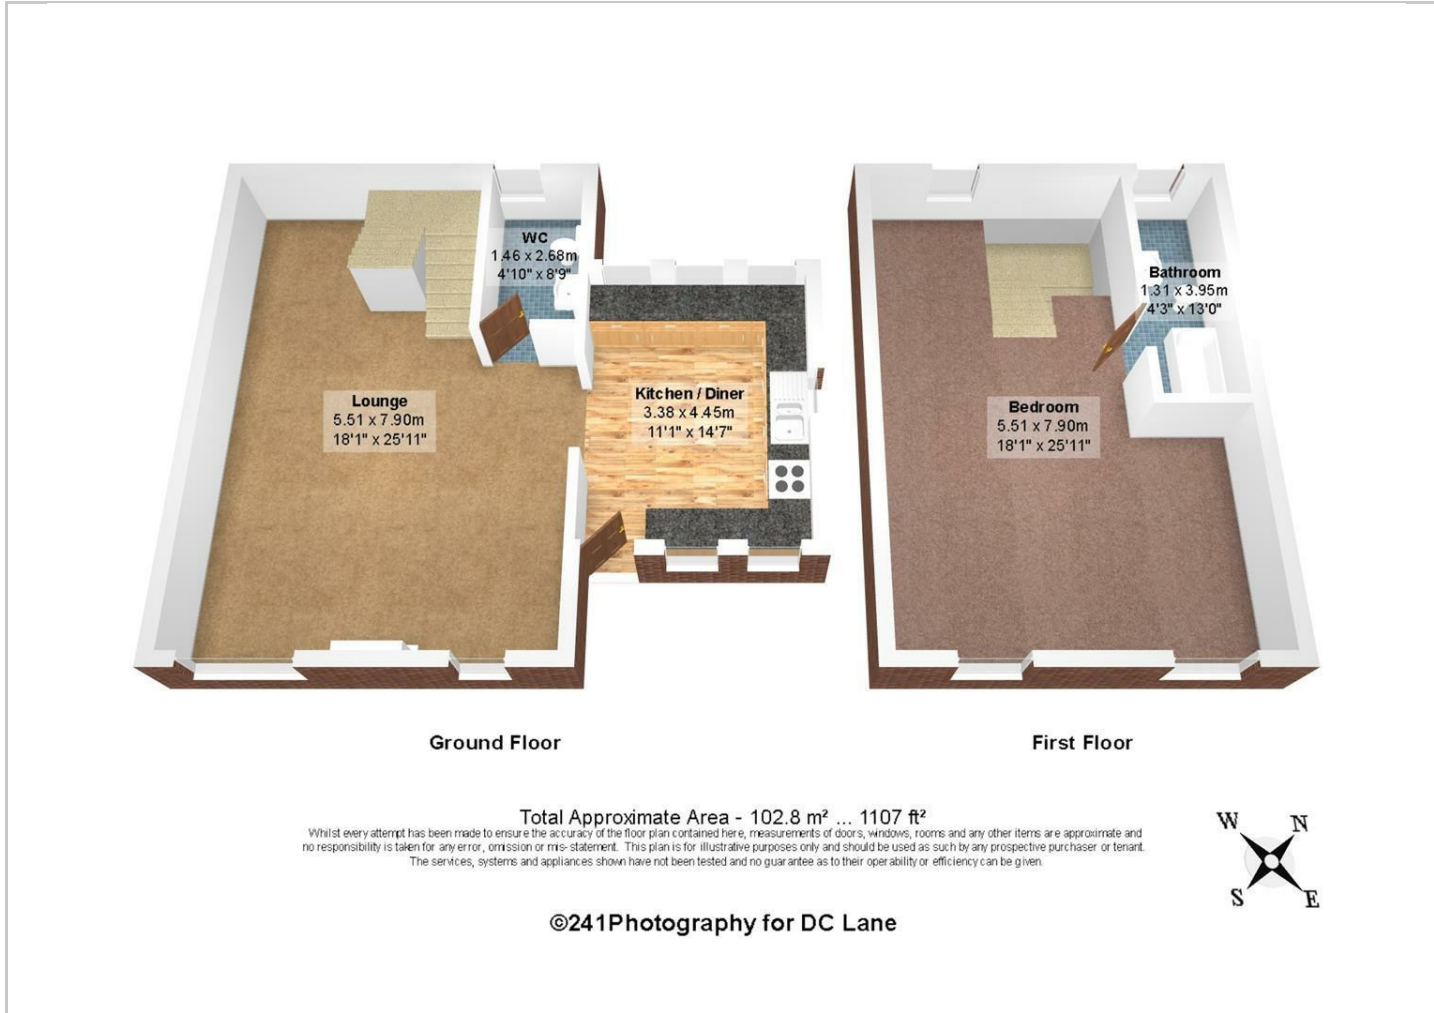 WC
1.46 x 2.68m
4'10" x 8'9"
Lounge
5.51 x 7.90m
18'1" x 25'11"
Kitchen / Diner
3.38 x 4.45m
11'1" x 14'7"
Bathroom
1.31 x 3.95m
4'3" x 13'0"
Bedroom
5.51 x 7.90m
18'1" x 25'11"
Ground Floor
First Floor
Total Approximate Area - 102.8 m² ... 1107 ft²
Whilst every attempt has been made to ensure the accuracy of the floor plan contained here, measurements of doors, windows, rooms and any other items are approximate and
no responsibility is taken for any error, omission or mis-statement. This plan is for illustrative purposes only and should be used as such by any prospective purchaser or tenant.
The services, systems and appliances shown have not been tested and no guarantee as to their operability or efficiency can be given.
W N
S E
©241Photography for DC Lane